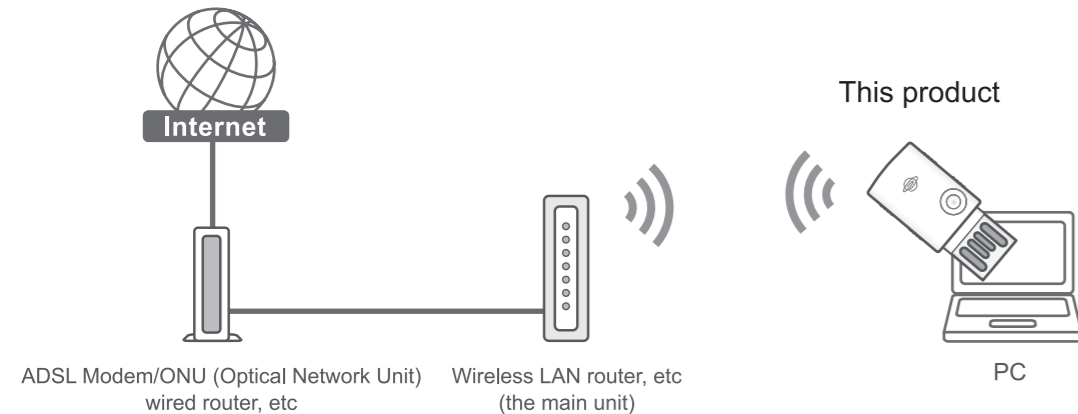 Internet
This product
ADSL Modem/ONU (Optical Network Unit)
wired router, etc
Wireless LAN router, etc
(the main unit)
PC